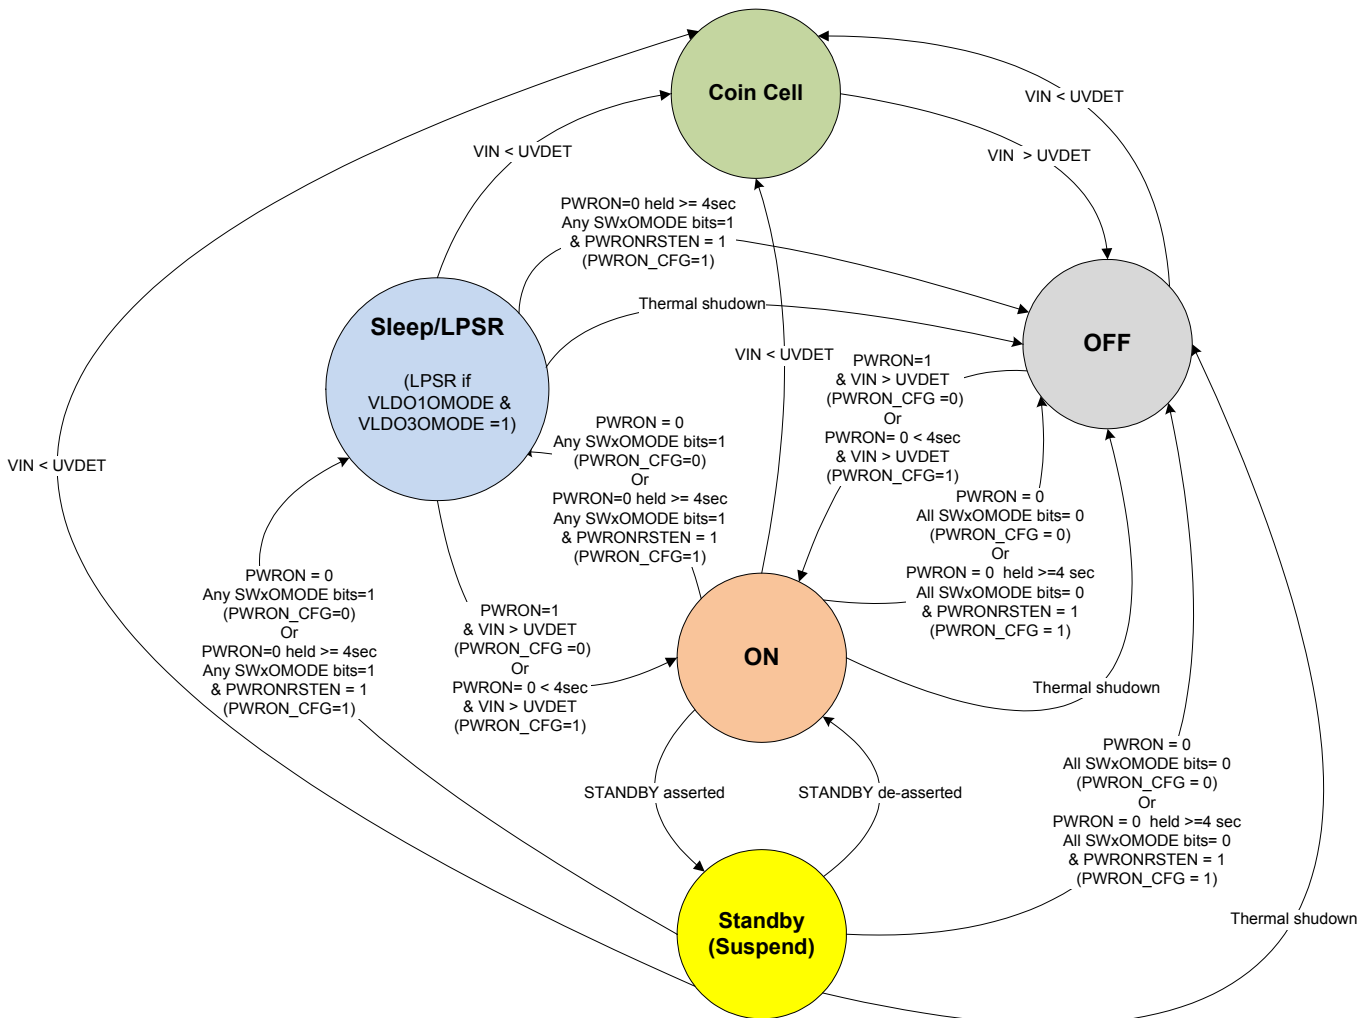 Coin Cell
VIN < UVDET
VIN < UVDET
VIN > UVDET
PWRON=0 held >= 4sec
Any SWxOMODE bits=1
& PWRONRSTEN = 1
(PWRON_CFG=1)
Thermal shudown
Sleep/LPSR
(LPSR if
VLDO1OMODE &
VLDO3OMODE =1)
OFF
VIN < UVDET
PWRON=1
& VIN > UVDET
(PWRON_CFG =0)
Or
PWRON= 0 < 4sec
& VIN > UVDET
(PWRON_CFG=1)
PWRON = 0
Any SWxOMODE bits=1
(PWRON_CFG=0)
Or
PWRON=0 held >= 4sec
Any SWxOMODE bits=1
& PWRONRSTEN = 1
(PWRON_CFG=1)
VIN < UVDET
PWRON = 0
All SWxOMODE bits= 0
(PWRON_CFG = 0)
Or
PWRON = 0 held >=4 sec
All SWxOMODE bits= 0
& PWRONRSTEN = 1
(PWRON_CFG = 1)
PWRON = 0
Any SWxOMODE bits=1
(PWRON_CFG=0)
Or
PWRON=0 held >= 4sec
Any SWxOMODE bits=1
& PWRONRSTEN = 1
(PWRON_CFG=1)
PWRON=1
& VIN > UVDET
(PWRON_CFG =0)
Or
PWRON= 0 < 4sec
& VIN > UVDET
(PWRON_CFG=1)
ON
Thermal shudown
STANDBY asserted
STANDBY de-asserted
PWRON = 0
All SWxOMODE bits= 0
(PWRON_CFG = 0)
Or
PWRON = 0 held >=4 sec
All SWxOMODE bits= 0
& PWRONRSTEN = 1
(PWRON_CFG = 1)
Standby
(Suspend)
Thermal shudown